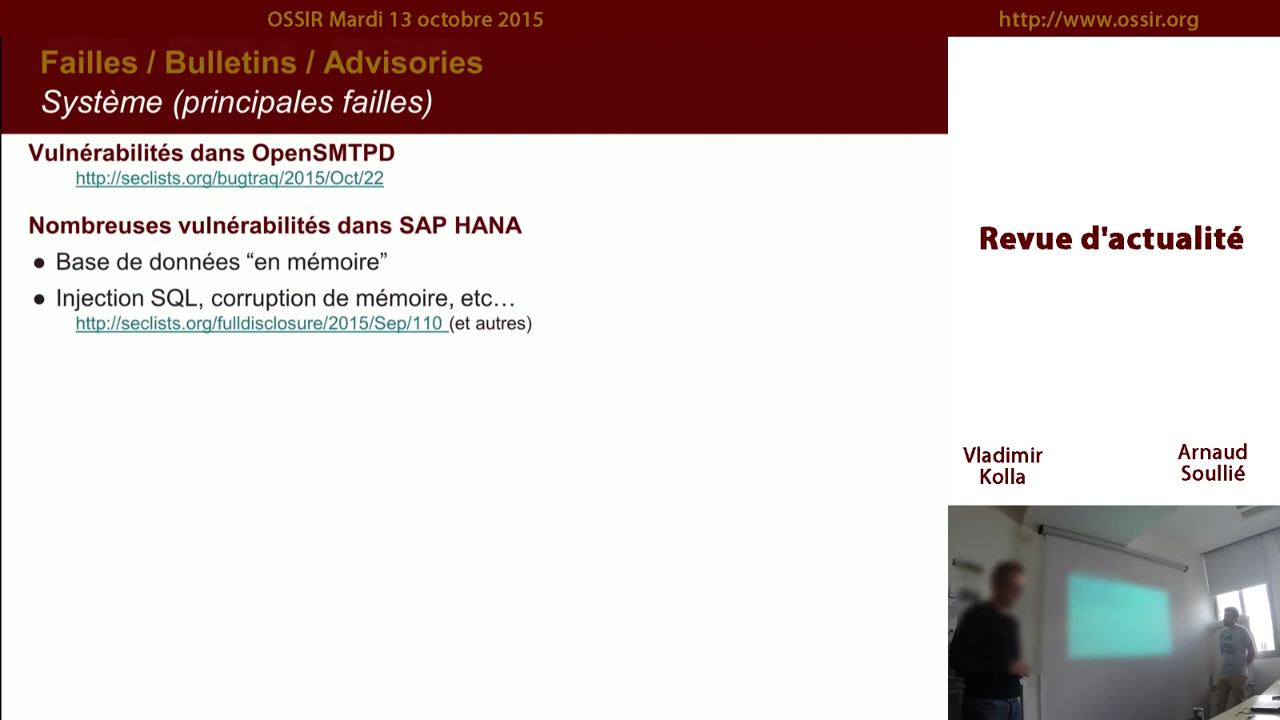 OSSIR Mardi 13 octobre 2015
http://www.ossir.org
Failles / Bulletins / Advisories
Système (principales failles)
Vulnérabilités dans OpenSMTPD
http://seclists.org/bugtraq/2015/Oct/22
Nombreuses vulnérabilités dans SAP HANA
● Base de données “en mémoire”
● Injection SQL, corruption de mémoire, etc…
http://seclists.org/fulldisclosure/2015/Sep/110 (et autres)
Revue d'actualité
Vladimir
Kolla
Arnaud
Soullié